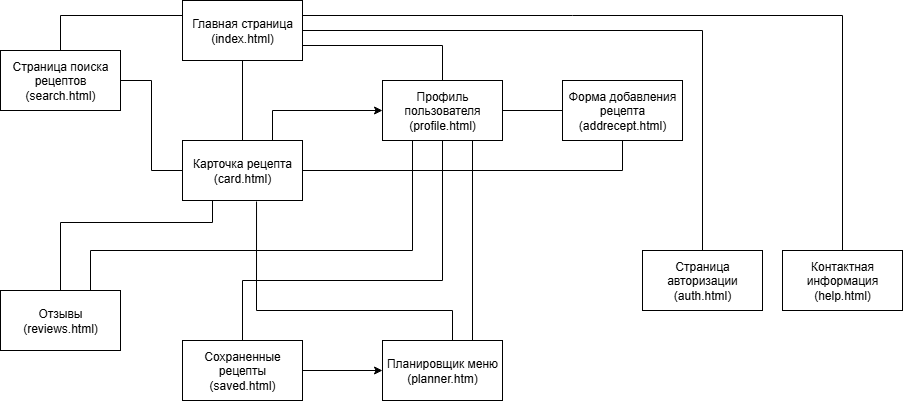 Главная страница
(index.html)
Страница поиска
рецептов
(search.html)
Профиль
пользователя
(profile.html)
Форма добавления
рецепта
(addrecept.html)
Карточка рецепта
(card.html)
Страница
авторизации
(auth.html)
Контактная
информация
(help.html)
Отзывы
(reviews.html)
Сохраненные
рецепты
(saved.html)
Планировщик меню
(planner.htm)